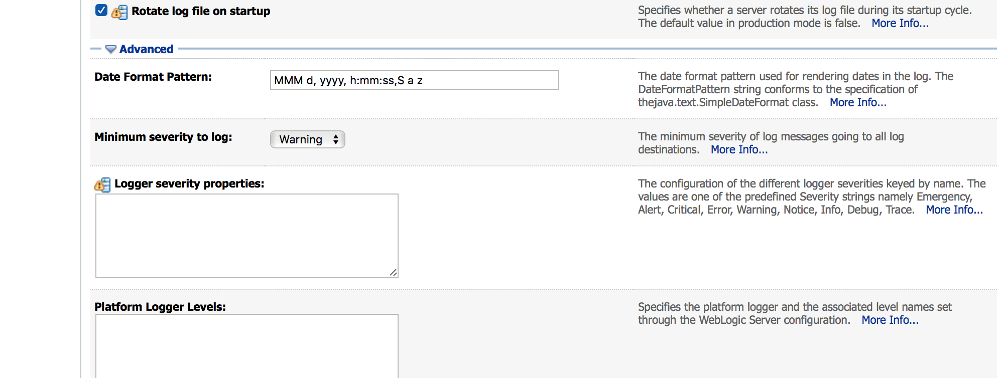 Rotate log file on startup
Specifies whether a server rotates its log file during its startup cycle.
The default value in production mode is false. More Info...
Advanced
Date Format Pattern:
MMM d, yyyy, h:mm:ss,S a z
The date format pattern used for rendering dates in the log. The
DateFormatPattern string conforms to the specification of
thejava.text.SimpleDateFormat class. More Info...
Minimum severity to log:
Warning
The minimum severity of log messages going to all log
destinations. More Info...
Logger severity properties:
The configuration of the different logger severities keyed by name. The
values are one of the predefined Severity strings namely Emergency,
Alert, Critical, Error, Warning, Notice, Info, Debug, Trace. More Info...
Platform Logger Levels:
Specifies the platform logger and the associated level names set
through the WebLogic Server configuration. More Info...